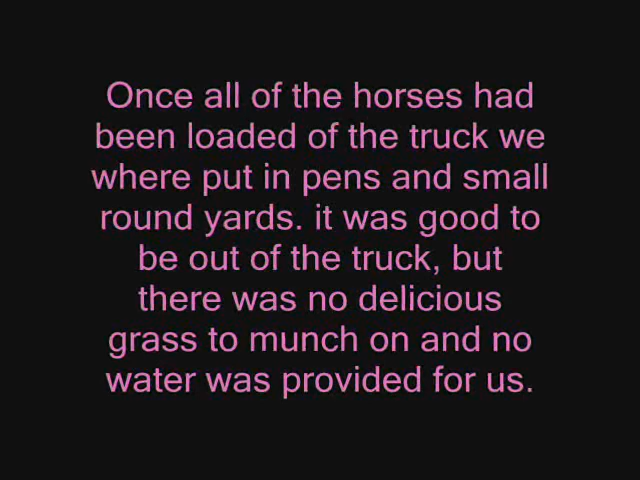 Once all of the horses had
been loaded of the truck we
where put in pens and small
round yards. it was good to
be out of the truck, but
there was no delicious
grass to munch on and no
water was provided for us.